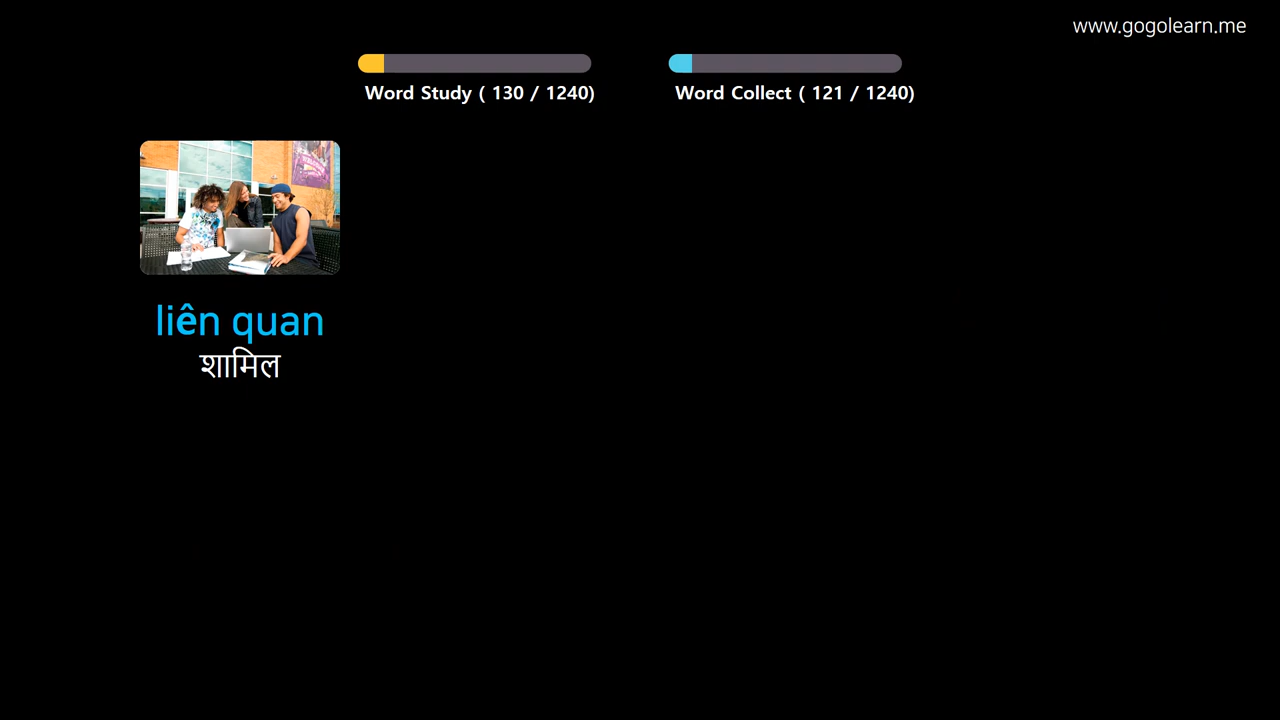 www.gogolearn.me
Word Study ( 130 / 1240)
Word Collect ( 121 / 1240)
liên quan
शामिल